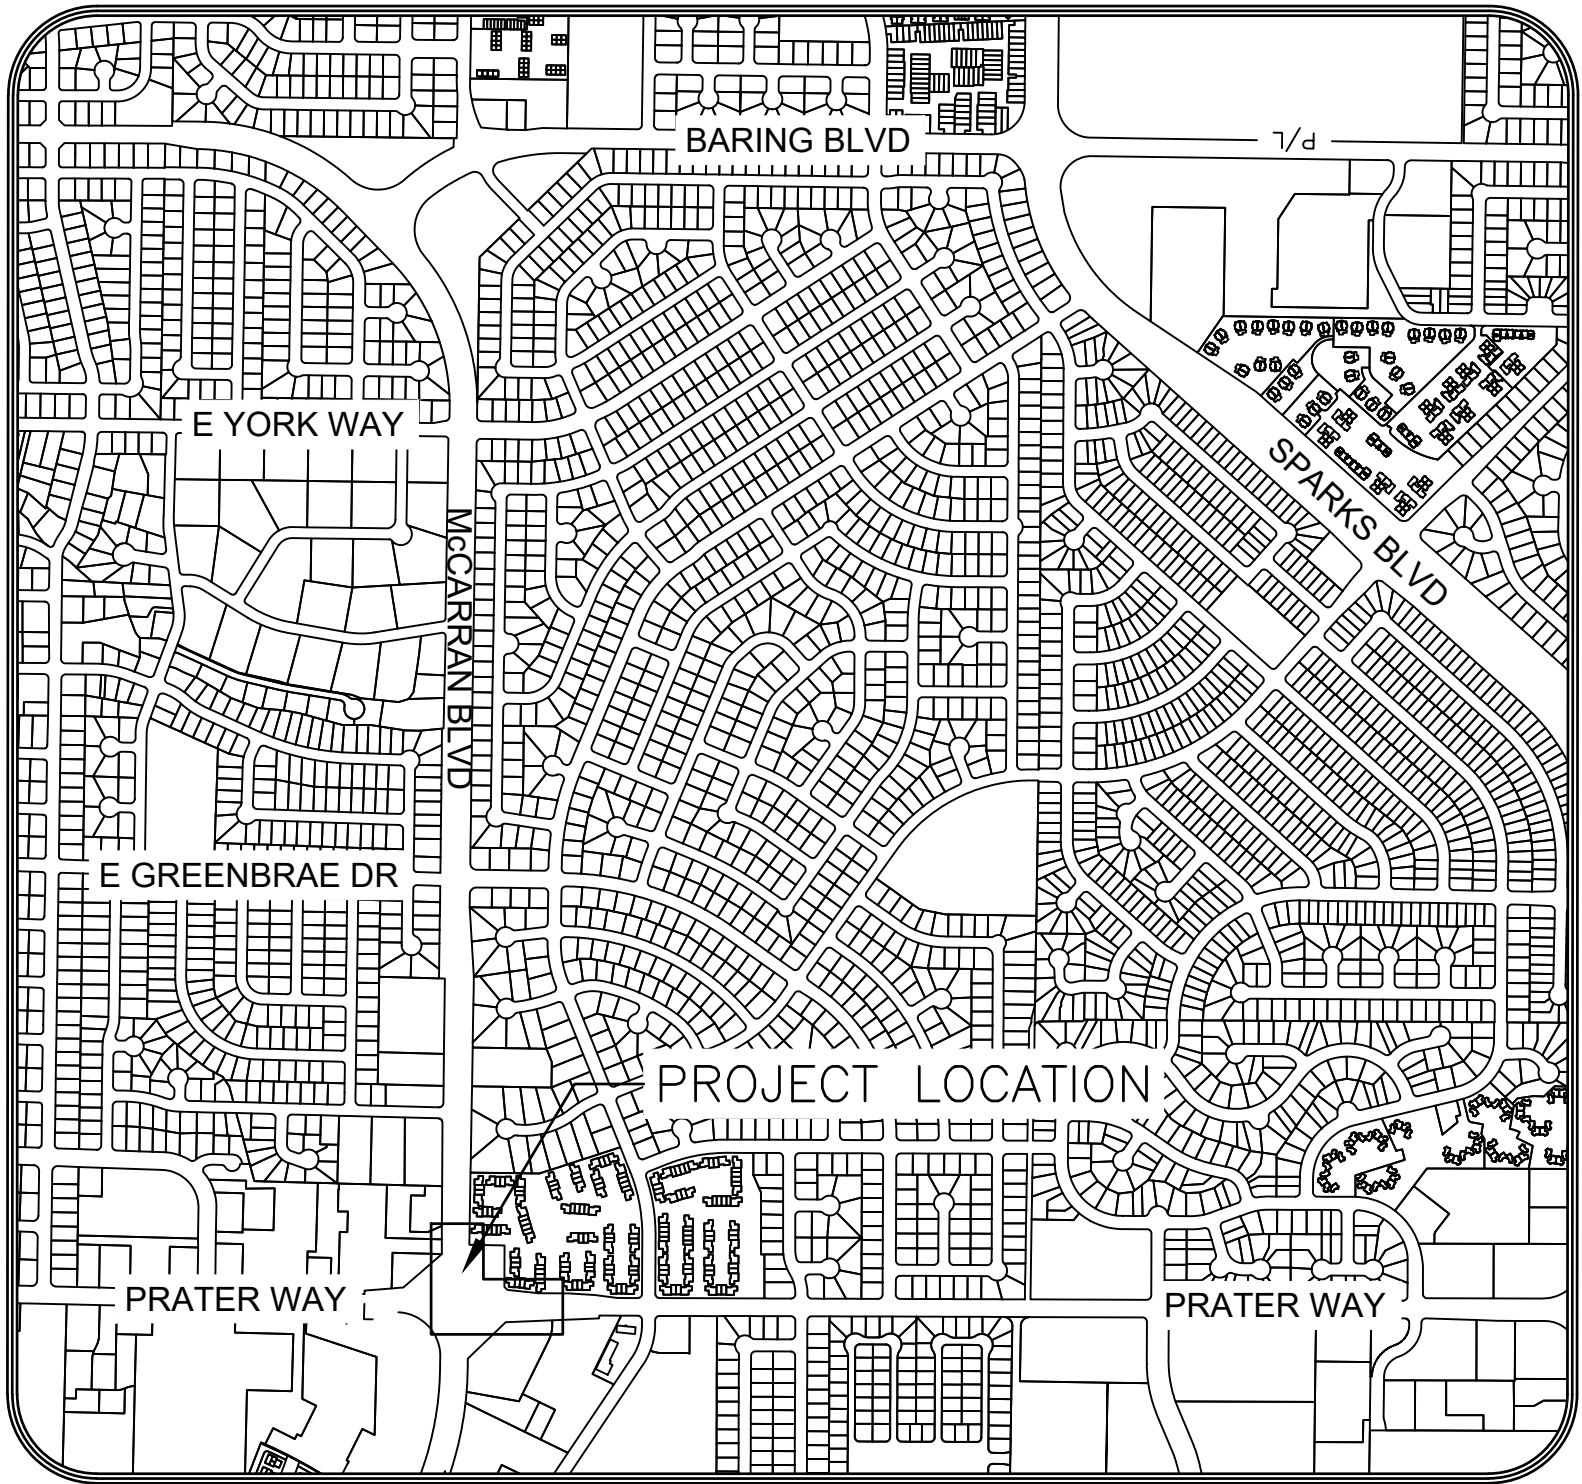 BARING BLVD
P/L
E YORK WAY
SPARKS BLVD
McCARRAN BLVD
E GREENBRAE DR
PROJECT LOCATION
PRATER WAY
PRATER WAY